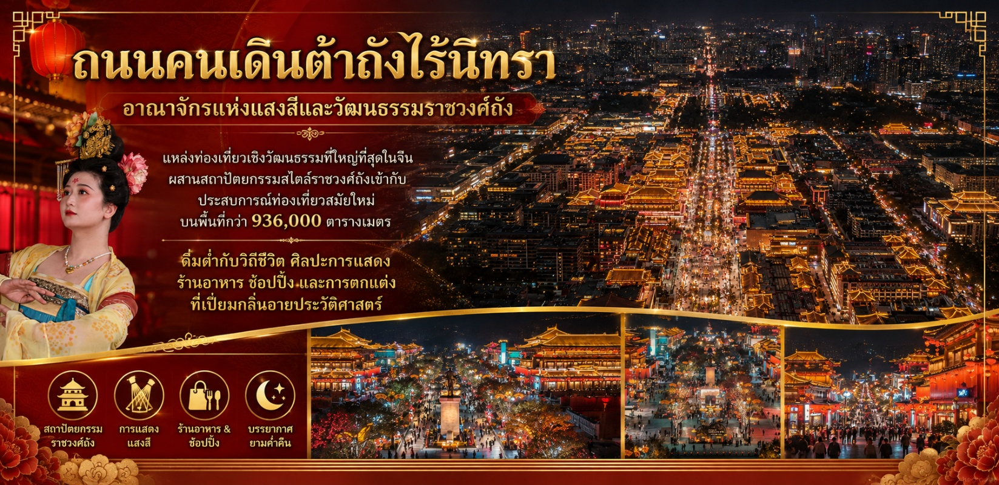 ถนนคนเดินต้าถังไร้นิทรา
อาณาจักรแห่งแสงสีและวัฒนธรรมราชวงศ์ถัง
แหล่งท่องเที่ยวเชิงวัฒนธรรมที่ใหญ่ที่สุดในจีน
ผสานสถาปัตยกรรมสไตล์ราชวงศ์ถังเข้ากับ
ประสบการณ์ท่องเที่ยวสมัยใหม่
บนพื้นที่กว่า 936,000 ตารางเมตร
ดื่มด่ำกับวิถีชีวิต ศิลปะการแสดง
ร้านอาหาร ช้อปปิ้ง และการตกแต่ง
ที่เปี่ยมกลิ่นอายประวัติศาสตร์
สถาปัตยกรรม
ราชวงศ์ถัง
การแสดง
แสงสี
ร้านอาหาร &
ช้อปปิ้ง
บรรยากาศ
ยามค่ำคืน